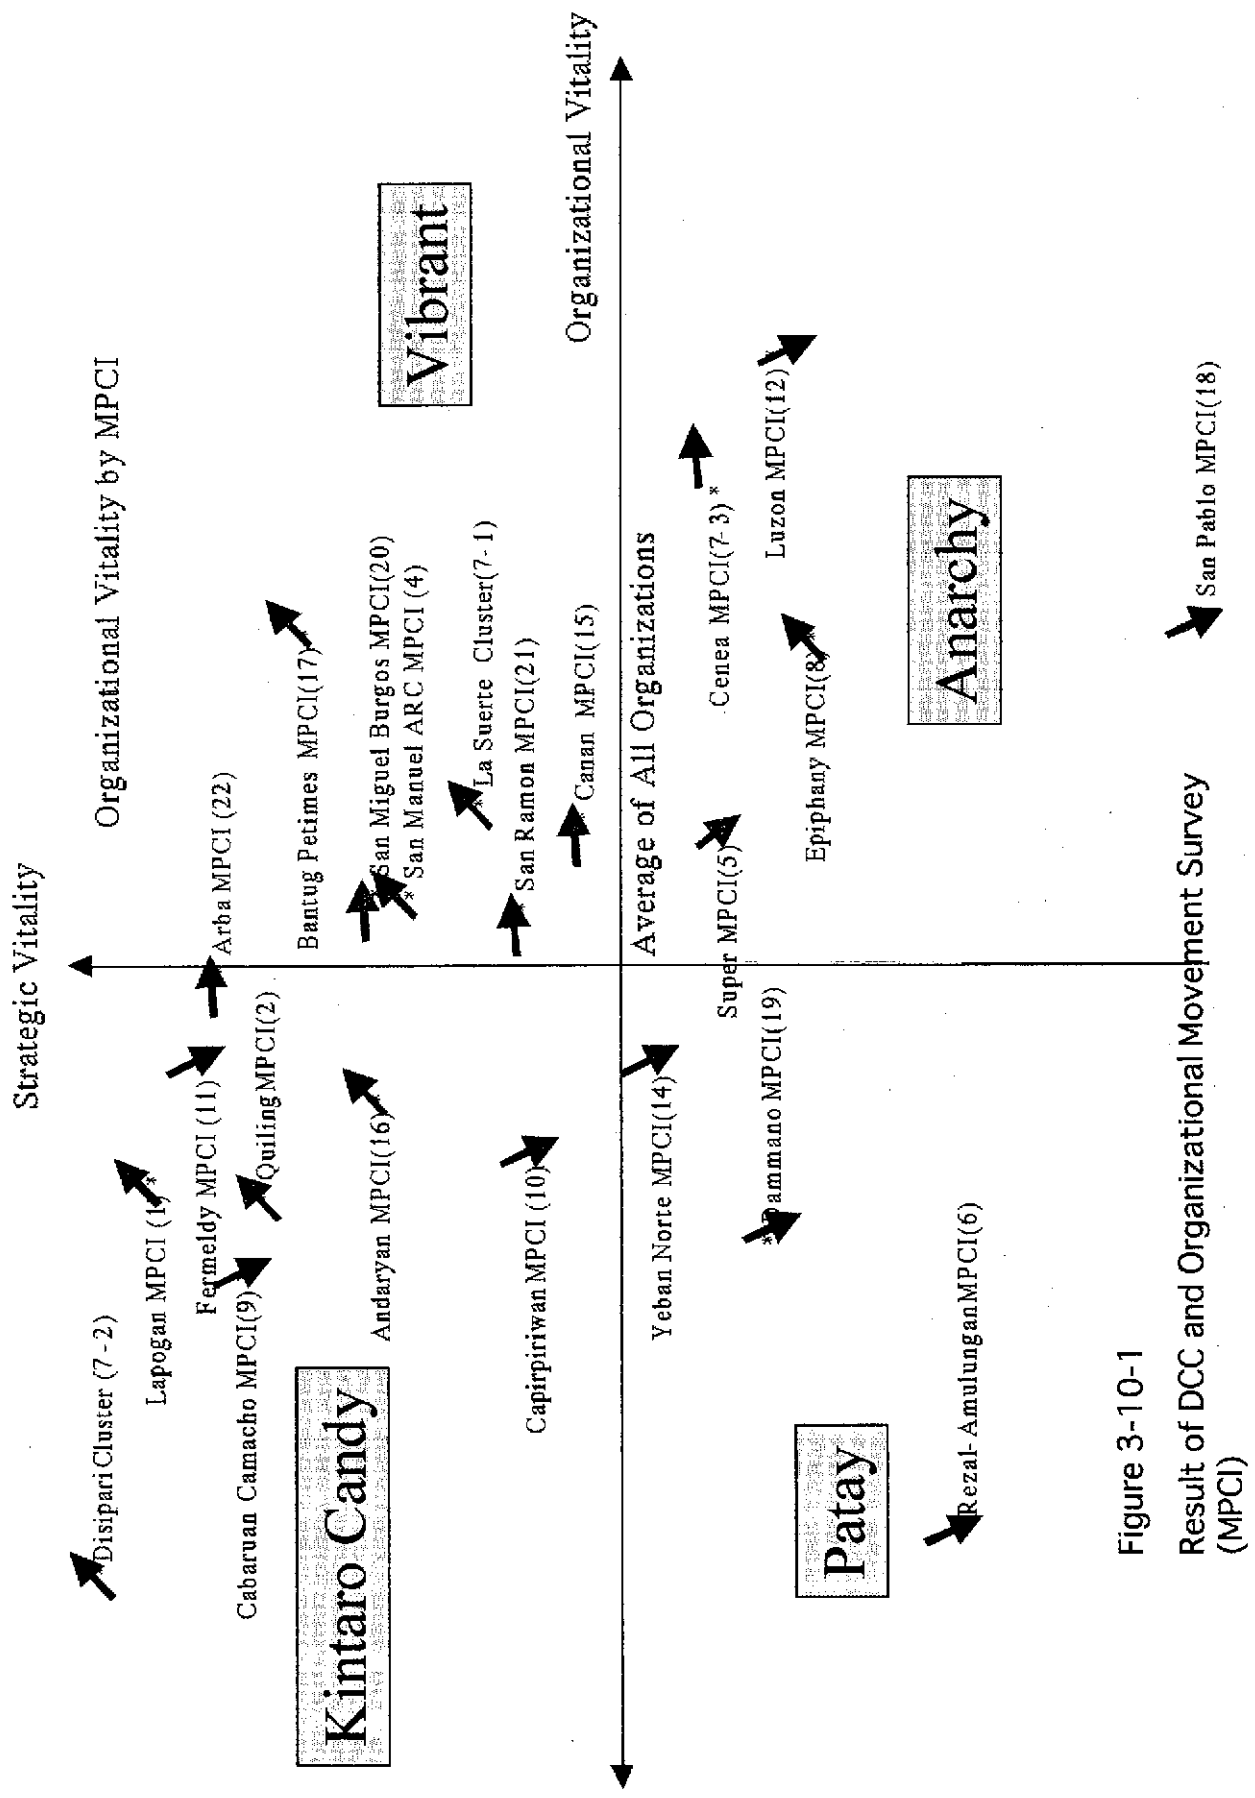 Organizational Vitality by MPCI
Strategic Vitality
Organizational Vitality
Average of All Organizations
Kintaro Candy
Vibrant
Patay
Anarchy
Disipari Cluster (7-2)
Lapogan MPCI (1) *
Fermeldy MPCI (11)
Quiling MPCI(2)
Cabaruan Camacho MPCI(9)
Andaryan MPCI(16)
Capirpiriwan MPCI (10)
Arba MPCI (22)
Bantug Petimes MPCI(17)
San Miguel Burgos MPCI(20)
San Manuel ARC MPCI (4)
* La Suerte Cluster(7-1)
San Ramon MPCI(21)
Canan MPCI(15)
Yeban Norte MPCI(14)
*Dammano MPCI(19)
Rezal-AmulunganMPCI(6)
Super MPCI(5)
Cenea MPCI(7-3) *
Luzon MPCI(12)
Epiphany MPCI(8)
San Pablo MPCI(18)
Figure 3-10-1
Result of DCC and Organizational Movement Survey
(MPCI)